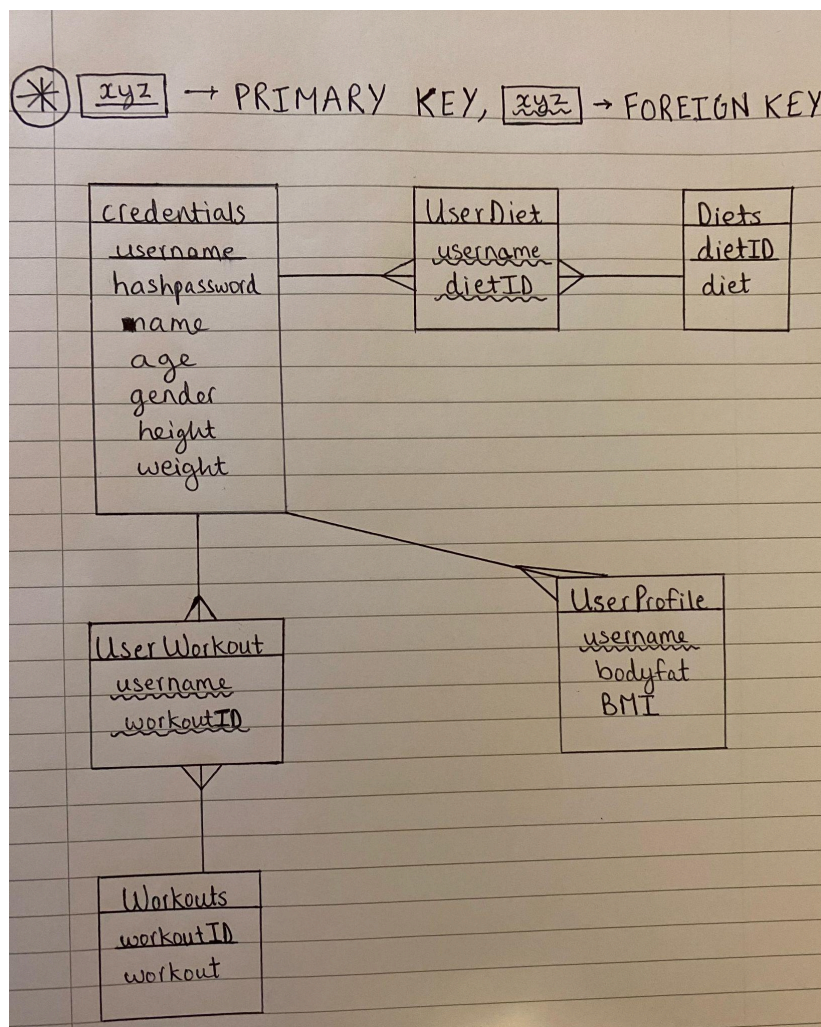 xyz → PRIMARY KEY, xyz → FOREIGN KEY
credentials
username
hashpassword
name
age
gender
height
weight
UserDiet
username
dietID
Diets
dietID
diet
UserWorkout
username
workoutID
UserProfile
username
bodyfat
BMI
Workouts
workoutID
workout